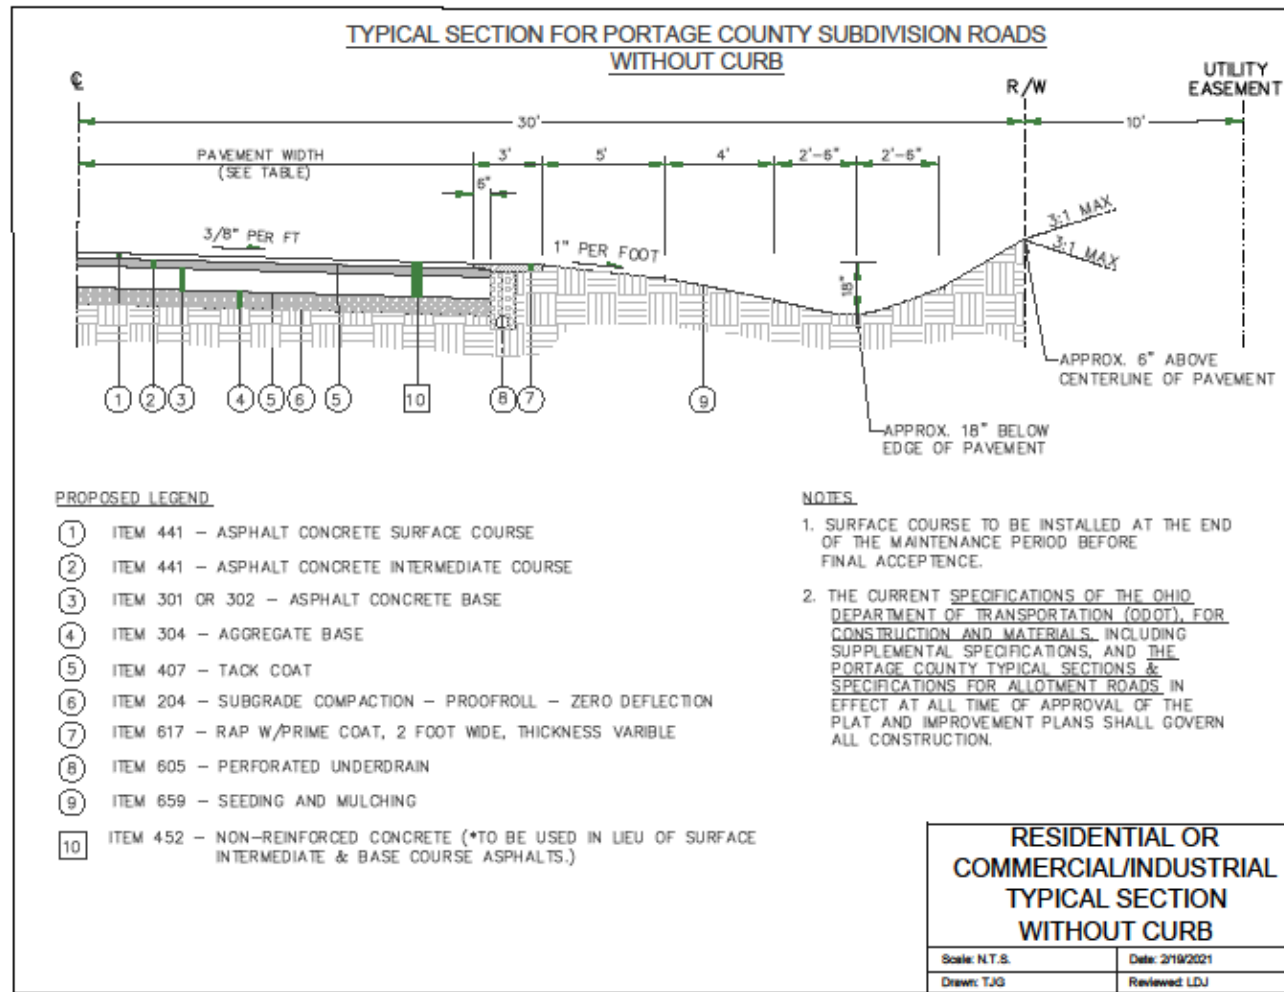 TYPICAL SECTION FOR PORTAGE COUNTY SUBDIVISION ROADS
WITHOUT CURB
℄
R/W
UTILITY
EASEMENT
30'
10'
PAVEMENT WIDTH
(SEE TABLE)
3'
5'
4'
2'-6"
2'-6"
6"
3/8" PER FT
1" PER FOOT
18"
3:1 MAX
3:1 MAX
1
2
3
4
5
6
5
10
8
7
9
APPROX. 6" ABOVE
CENTERLINE OF PAVEMENT
APPROX. 18" BELOW
EDGE OF PAVEMENT
PROPOSED LEGEND
1 ITEM 441 – ASPHALT CONCRETE SURFACE COURSE
2 ITEM 441 – ASPHALT CONCRETE INTERMEDIATE COURSE
3 ITEM 301 OR 302 – ASPHALT CONCRETE BASE
4 ITEM 304 – AGGREGATE BASE
5 ITEM 407 – TACK COAT
6 ITEM 204 – SUBGRADE COMPACTION – PROOFROLL – ZERO DEFLECTION
7 ITEM 617 – RAP W/PRIME COAT, 2 FOOT WIDE, THICKNESS VARIBLE
8 ITEM 605 – PERFORATED UNDERDRAIN
9 ITEM 659 – SEEDING AND MULCHING
10 ITEM 452 – NON-REINFORCED CONCRETE (*TO BE USED IN LIEU OF SURFACE
INTERMEDIATE & BASE COURSE ASPHALTS.)
NOTES
1. SURFACE COURSE TO BE INSTALLED AT THE END
OF THE MAINTENANCE PERIOD BEFORE
FINAL ACCEPTENCE.
2. THE CURRENT SPECIFICATIONS OF THE OHIO
DEPARTMENT OF TRANSPORTATION (ODOT), FOR
CONSTRUCTION AND MATERIALS, INCLUDING
SUPPLEMENTAL SPECIFICATIONS, AND THE
PORTAGE COUNTY TYPICAL SECTIONS &
SPECIFICATIONS FOR ALLOTMENT ROADS IN
EFFECT AT ALL TIME OF APPROVAL OF THE
PLAT AND IMPROVEMENT PLANS SHALL GOVERN
ALL CONSTRUCTION.
RESIDENTIAL OR
COMMERCIAL/INDUSTRIAL
TYPICAL SECTION
WITHOUT CURB
Scale: N.T.S.
Date: 2/19/2021
Drawn: TJG
Reviewed: LDJ